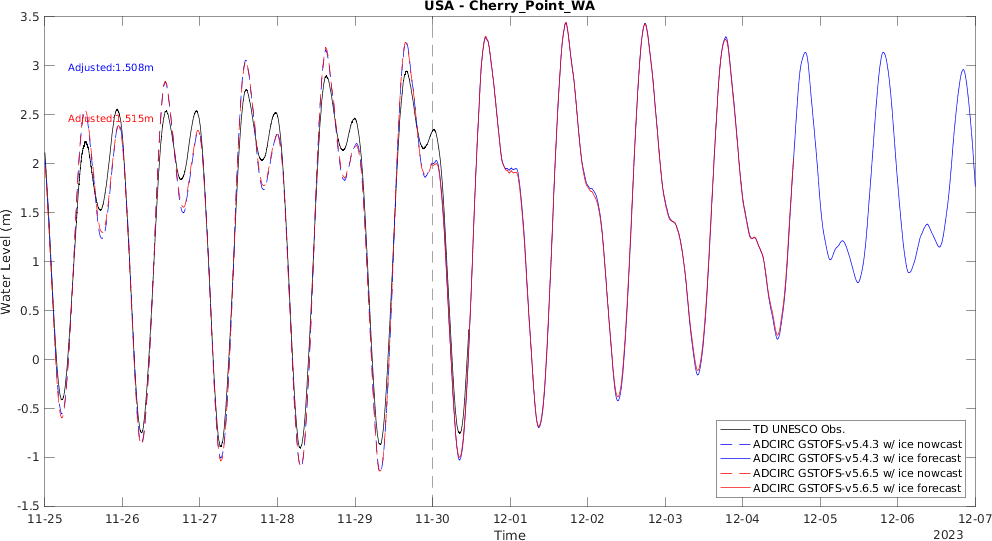 USA - Cherry_Point_WA
3.5
3
2.5
2
1.5
1
0.5
0
-0.5
-1
-1.5
Water Level (m)
Adjusted:1.508m
Adjusted:1.515m
TD UNESCO Obs.
ADCIRC GSTOFS-v5.4.3 w/ ice nowcast
ADCIRC GSTOFS-v5.4.3 w/ ice forecast
ADCIRC GSTOFS-v5.6.5 w/ ice nowcast
ADCIRC GSTOFS-v5.6.5 w/ ice forecast
11-25 11-26 11-27 11-28 11-29 11-30 12-01 12-02 12-03 12-04 12-05 12-06 12-07
Time
2023